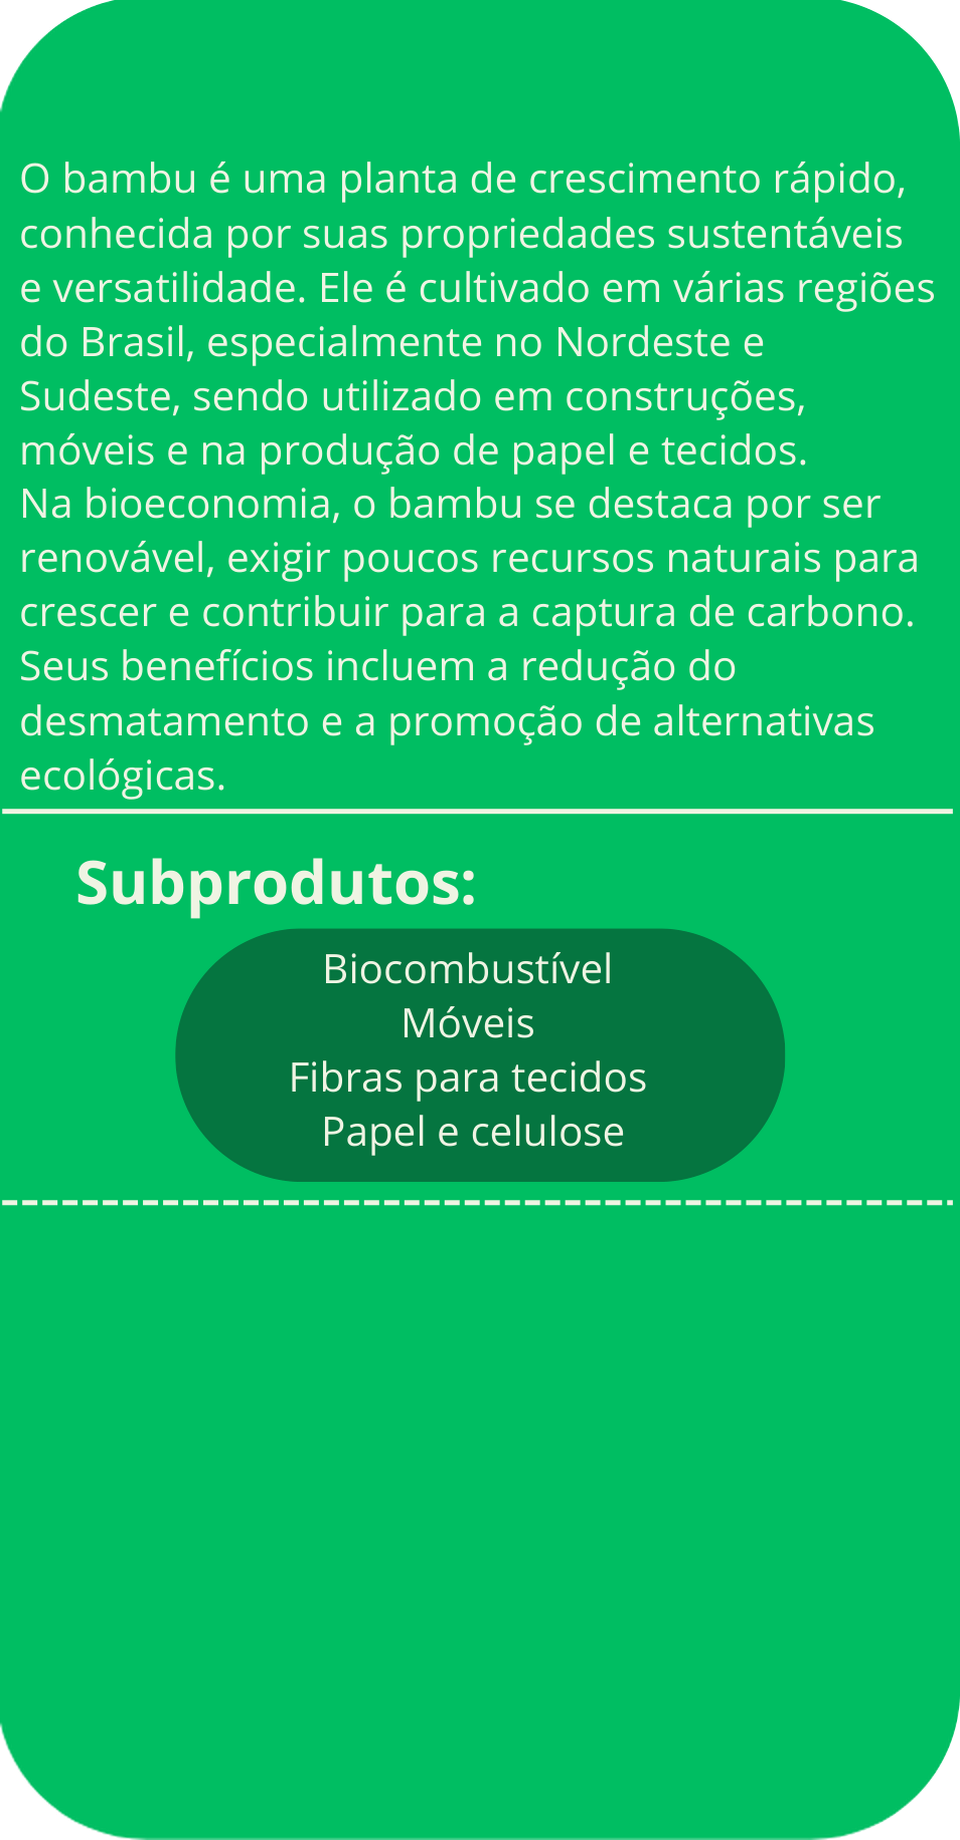 O bambu é uma planta de crescimento rápido,
conhecida por suas propriedades sustentáveis
e versatilidade. Ele é cultivado em várias regiões
do Brasil, especialmente no Nordeste e
Sudeste, sendo utilizado em construções,
móveis e na produção de papel e tecidos.
Na bioeconomia, o bambu se destaca por ser
renovável, exigir poucos recursos naturais para
crescer e contribuir para a captura de carbono.
Seus benefícios incluem a redução do
desmatamento e a promoção de alternativas
ecológicas.
Subprodutos:
Biocombustível
Móveis
Fibras para tecidos
Papel e celulose